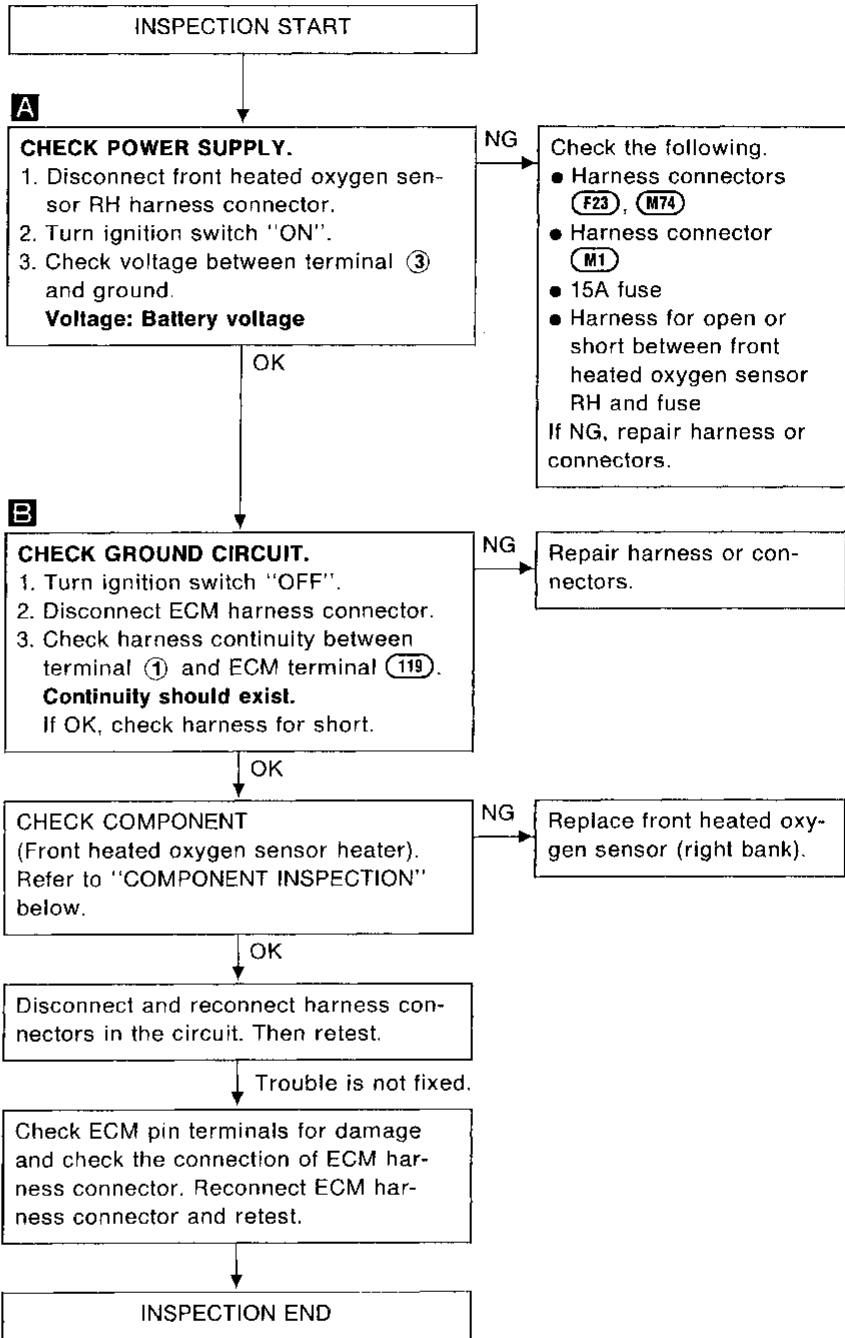 INSPECTION START
A
CHECK POWER SUPPLY.
1. Disconnect front heated oxygen sen-
sor RH harness connector.
2. Turn ignition switch "ON".
3. Check voltage between terminal ③
and ground.
Voltage: Battery voltage
NG
Check the following.
● Harness connectors
F23, M74
● Harness connector
M1
● 15A fuse
● Harness for open or
short between front
heated oxygen sensor
RH and fuse
If NG, repair harness or
connectors.
OK
B
CHECK GROUND CIRCUIT.
1. Turn ignition switch "OFF".
2. Disconnect ECM harness connector.
3. Check harness continuity between
terminal ① and ECM terminal 119.
Continuity should exist.
If OK, check harness for short.
NG
Repair harness or con-
nectors.
OK
CHECK COMPONENT
(Front heated oxygen sensor heater).
Refer to "COMPONENT INSPECTION"
below.
NG
Replace front heated oxy-
gen sensor (right bank).
OK
Disconnect and reconnect harness con-
nectors in the circuit. Then retest.
Trouble is not fixed.
Check ECM pin terminals for damage
and check the connection of ECM har-
ness connector. Reconnect ECM har-
ness connector and retest.
INSPECTION END